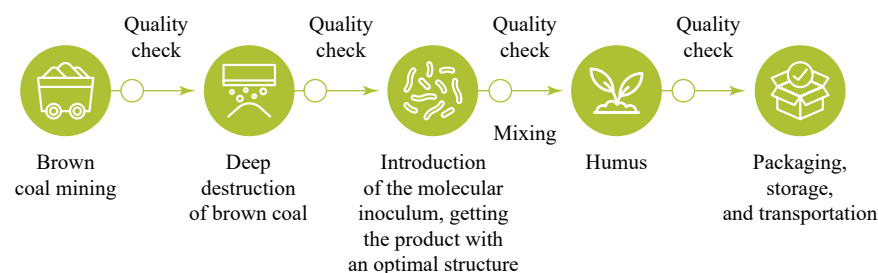 Quality
check
Quality
check
Quality
check
Quality
check
Mixing
Brown
coal mining
Deep
destruction
of brown coal
Introduction
of the molecular
inoculum, getting
the product with
an optimal structure
Humus
Packaging,
storage,
and transportation